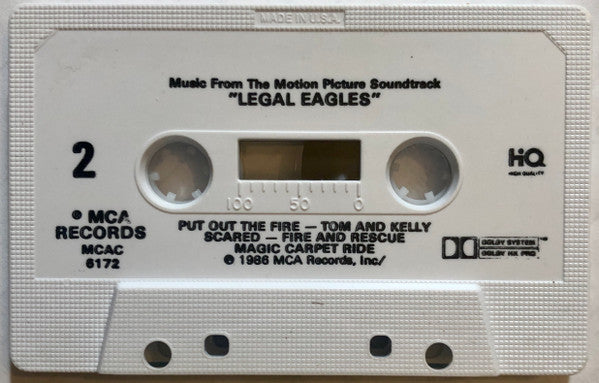 MADE IN U.S.A.
Music From The Motion Picture Soundtrack
"LEGAL EAGLES"
2
HiQ
HIGH QUALITY
100 50 0
℗ MCA
RECORDS
MCAC
6172
PUT OUT THE FIRE — TOM AND KELLY
SCARED — FIRE AND RESCUE
MAGIC CARPET RIDE
℗ 1986 MCA Records, Inc/
DOLBY SYSTEM
DOLBY HX PRO